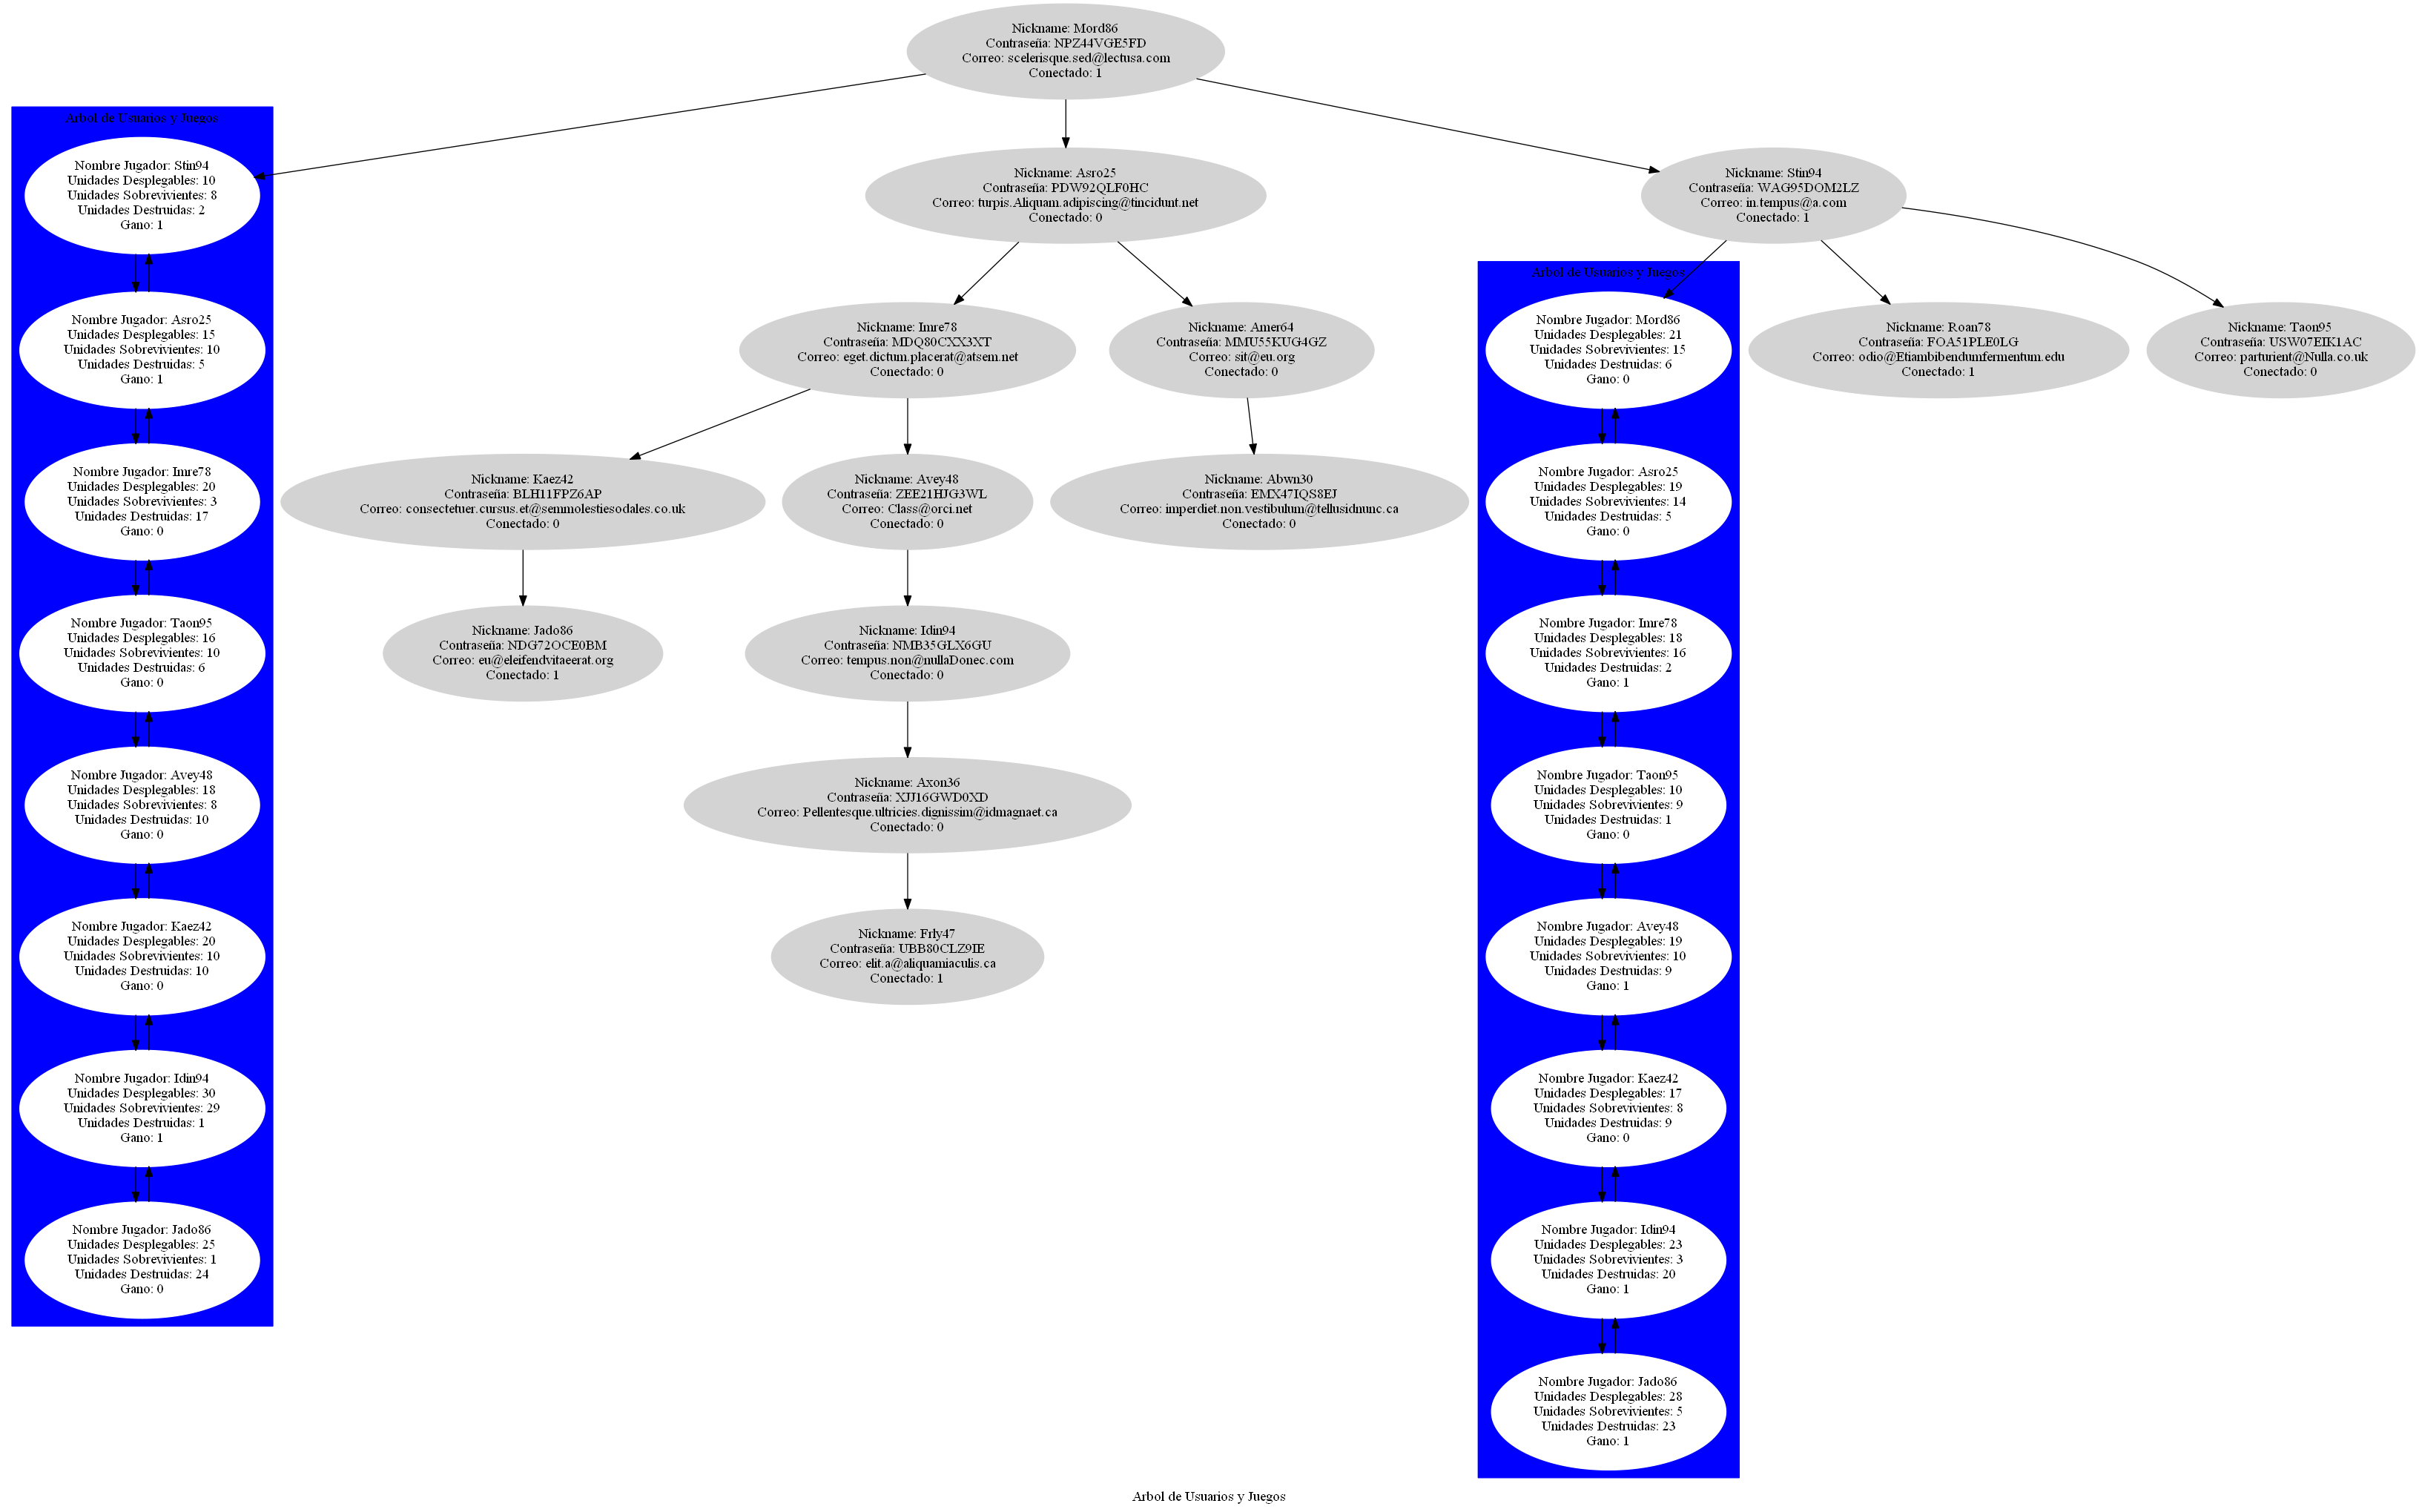 Nickname: Mord86
Contraseña: NPZ44VGE5FD
Correo: scelerisque.sed@lectusa.com
Conectado: 1
Arbol de Usuarios y Juegos
Nombre Jugador: Stin94
Unidades Desplegables: 10
Unidades Sobrevivientes: 8
Unidades Destruidas: 2
Gano: 1
Nombre Jugador: Asro25
Unidades Desplegables: 15
Unidades Sobrevivientes: 10
Unidades Destruidas: 5
Gano: 1
Nombre Jugador: Imre78
Unidades Desplegables: 20
Unidades Sobrevivientes: 3
Unidades Destruidas: 17
Gano: 0
Nombre Jugador: Taon95
Unidades Desplegables: 16
Unidades Sobrevivientes: 10
Unidades Destruidas: 6
Gano: 0
Nombre Jugador: Avey48
Unidades Desplegables: 18
Unidades Sobrevivientes: 8
Unidades Destruidas: 10
Gano: 0
Nombre Jugador: Kaez42
Unidades Desplegables: 20
Unidades Sobrevivientes: 10
Unidades Destruidas: 10
Gano: 0
Nombre Jugador: Idin94
Unidades Desplegables: 30
Unidades Sobrevivientes: 29
Unidades Destruidas: 1
Gano: 1
Nombre Jugador: Jado86
Unidades Desplegables: 25
Unidades Sobrevivientes: 1
Unidades Destruidas: 24
Gano: 0
Nickname: Asro25
Contraseña: PDW92QLF0HC
Correo: turpis.Aliquam.adipiscing@tincidunt.net
Conectado: 0
Nickname: Imre78
Contraseña: MDQ80CXX3XT
Correo: eget.dictum.placerat@atsem.net
Conectado: 0
Nickname: Amer64
Contraseña: MMU55KUG4GZ
Correo: sit@eu.org
Conectado: 0
Nickname: Kaez42
Contraseña: BLH11FPZ6AP
Correo: consectetuer.cursus.et@semmolestiesodales.co.uk
Conectado: 0
Nickname: Avey48
Contraseña: ZEE21HJG3WL
Correo: Class@orci.net
Conectado: 0
Nickname: Abwn30
Contraseña: EMX47IQS8EJ
Correo: imperdiet.non.vestibulum@tellusidnunc.ca
Conectado: 0
Nickname: Jado86
Contraseña: NDG72OCE0BM
Correo: eu@eleifendvitaeerat.org
Conectado: 1
Nickname: Idin94
Contraseña: NMB35GLX6GU
Correo: tempus.non@nullaDonec.com
Conectado: 0
Nickname: Axon36
Contraseña: XJJ16GWD0XD
Correo: Pellentesque.ultricies.dignissim@idmagnaet.ca
Conectado: 0
Nickname: Frly47
Contraseña: UBB80CLZ9IE
Correo: elit.a@aliquamiaculis.ca
Conectado: 1
Nickname: Stin94
Contraseña: WAG95DOM2LZ
Correo: in.tempus@a.com
Conectado: 1
Arbol de Usuarios y Juegos
Nombre Jugador: Mord86
Unidades Desplegables: 21
Unidades Sobrevivientes: 15
Unidades Destruidas: 6
Gano: 0
Nombre Jugador: Asro25
Unidades Desplegables: 19
Unidades Sobrevivientes: 14
Unidades Destruidas: 5
Gano: 0
Nombre Jugador: Imre78
Unidades Desplegables: 18
Unidades Sobrevivientes: 16
Unidades Destruidas: 2
Gano: 1
Nombre Jugador: Taon95
Unidades Desplegables: 10
Unidades Sobrevivientes: 9
Unidades Destruidas: 1
Gano: 0
Nombre Jugador: Avey48
Unidades Desplegables: 19
Unidades Sobrevivientes: 10
Unidades Destruidas: 9
Gano: 1
Nombre Jugador: Kaez42
Unidades Desplegables: 17
Unidades Sobrevivientes: 8
Unidades Destruidas: 9
Gano: 0
Nombre Jugador: Idin94
Unidades Desplegables: 23
Unidades Sobrevivientes: 3
Unidades Destruidas: 20
Gano: 1
Nombre Jugador: Jado86
Unidades Desplegables: 28
Unidades Sobrevivientes: 5
Unidades Destruidas: 23
Gano: 1
Nickname: Roan78
Contraseña: FOA51PLE0LG
Correo: odio@Etiambibendumfermentum.edu
Conectado: 1
Nickname: Taon95
Contraseña: USW07EIK1AC
Correo: parturient@Nulla.co.uk
Conectado: 0
Arbol de Usuarios y Juegos